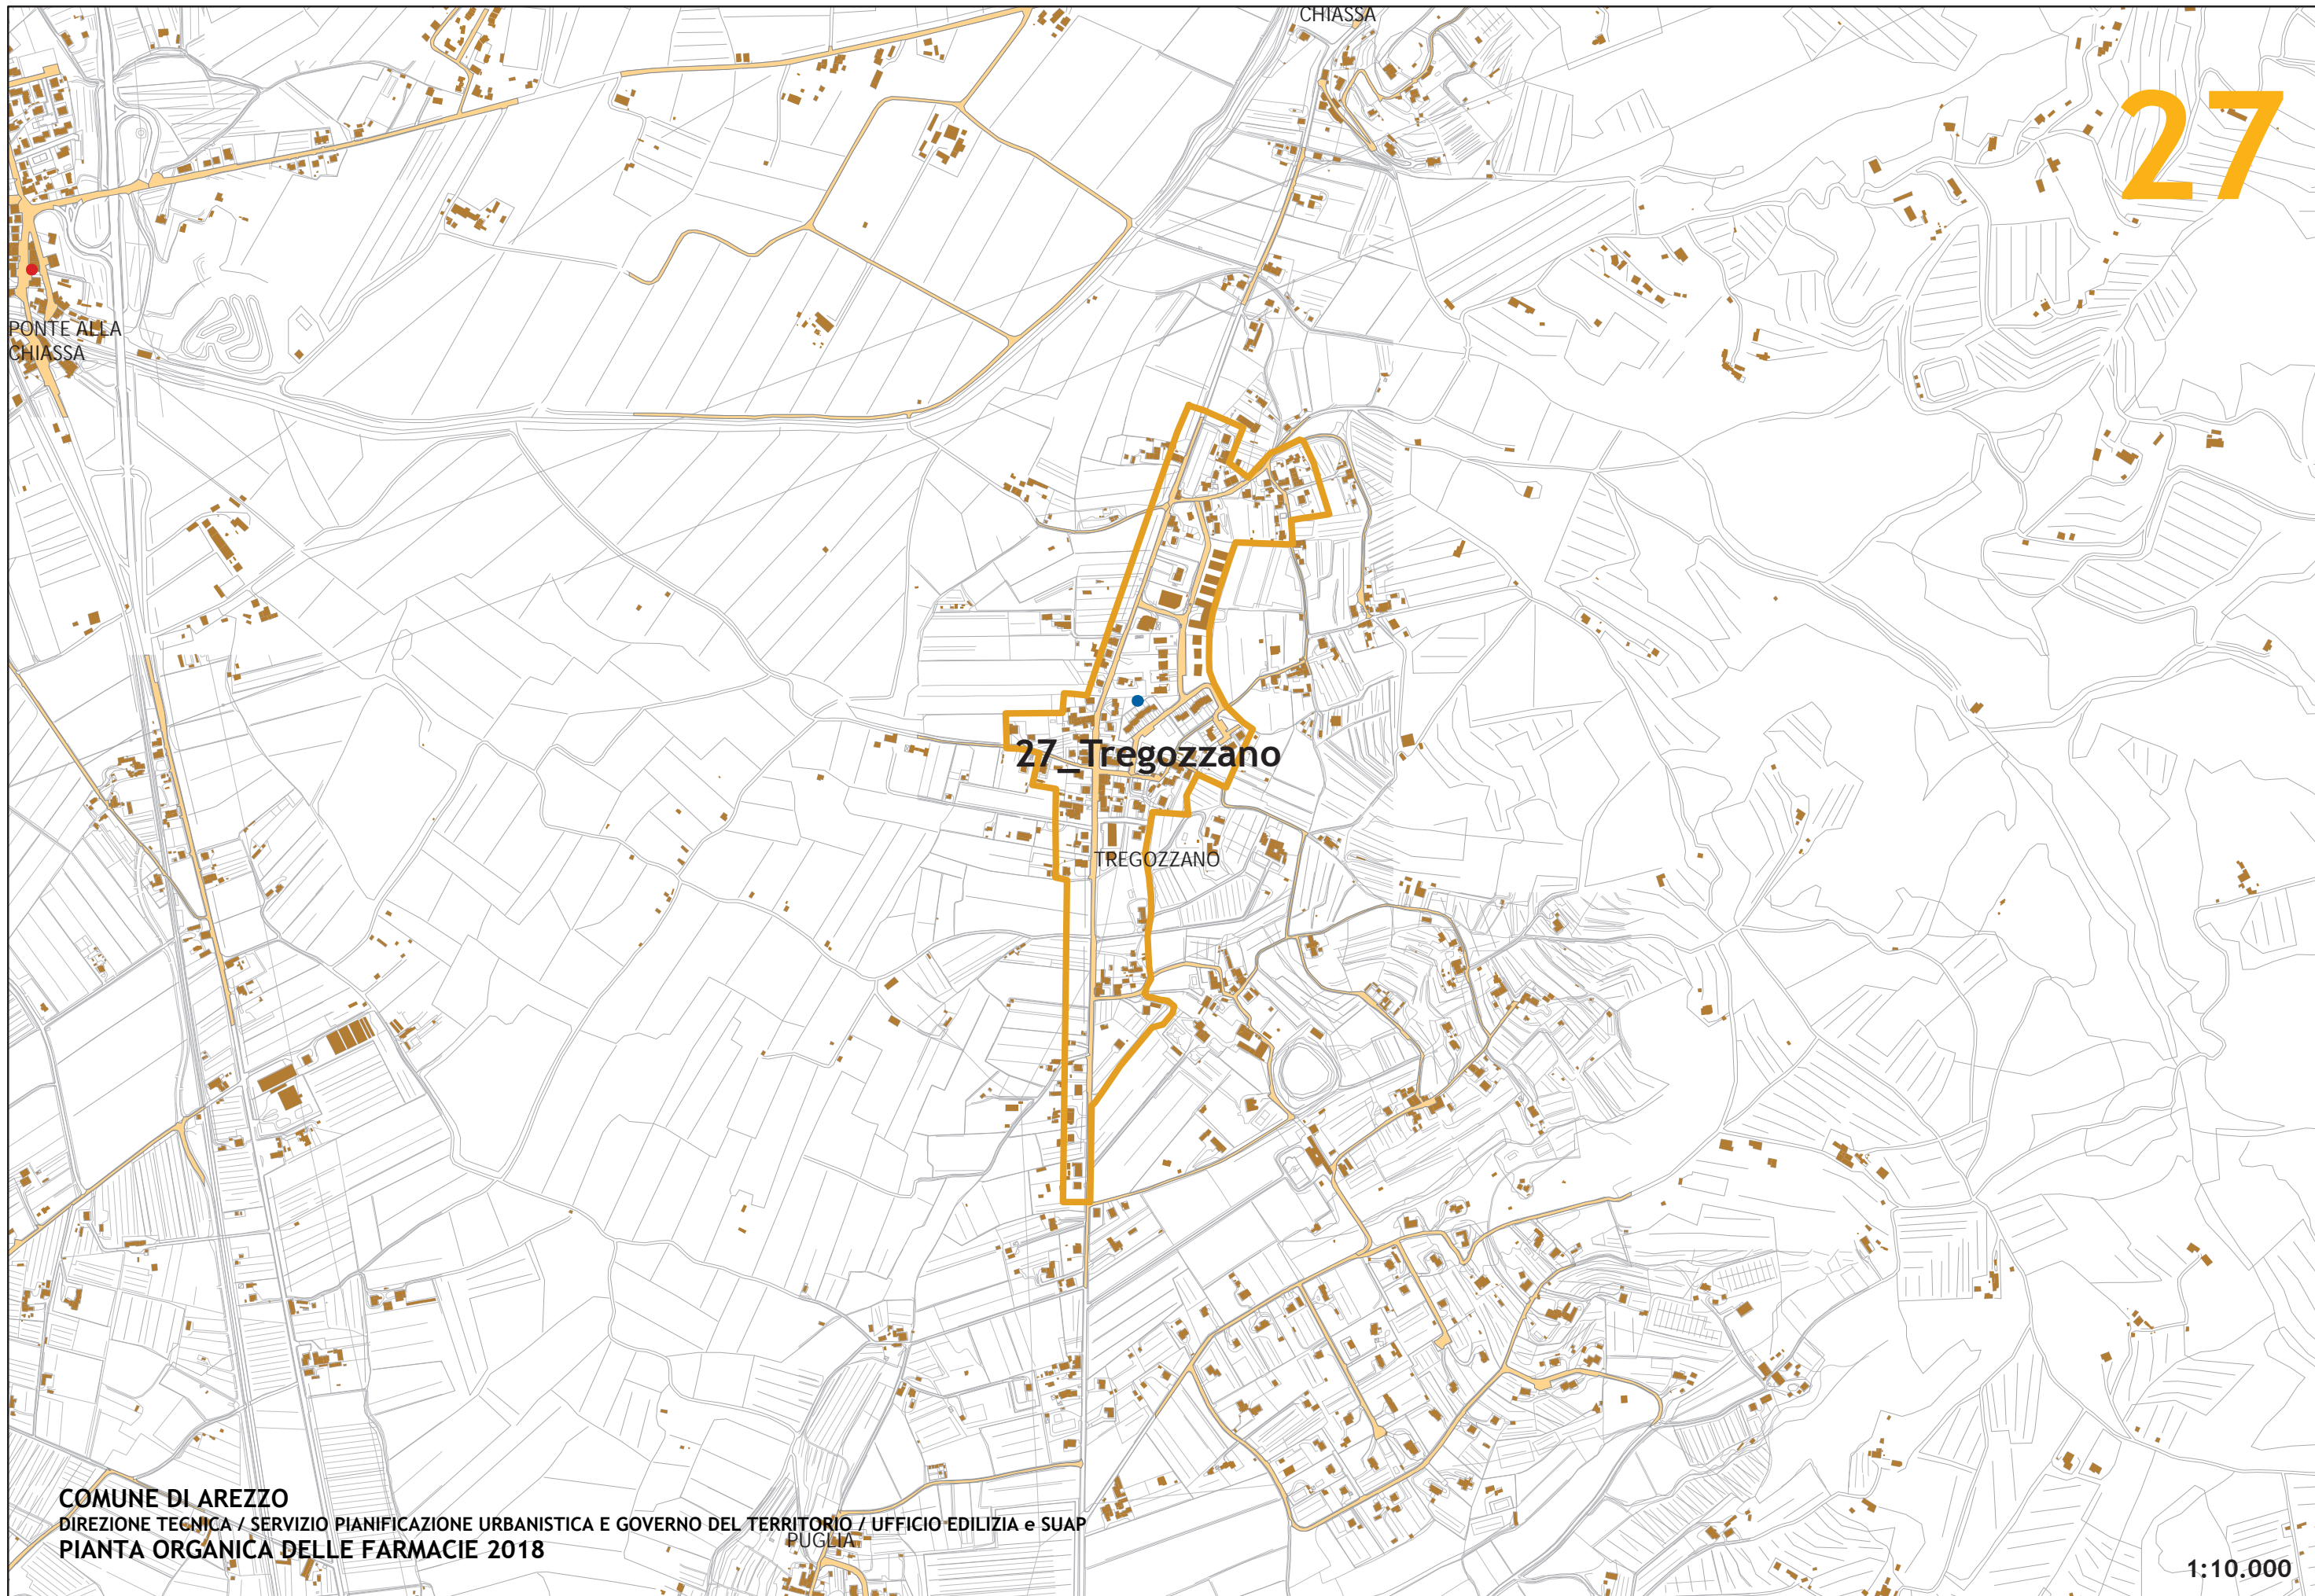 CHIASSA
27
PONTE ALLA
CHIASSA
27_Tregozzano
TREGOZZANO
COMUNE DI AREZZO
DIREZIONE TECNICA / SERVIZIO PIANIFICAZIONE URBANISTICA E GOVERNO DEL TERRITORIO / UFFICIO EDILIZIA e SUAP
PUGLIA
PIANTA ORGANICA DELLE FARMACIE 2018
1:10.000